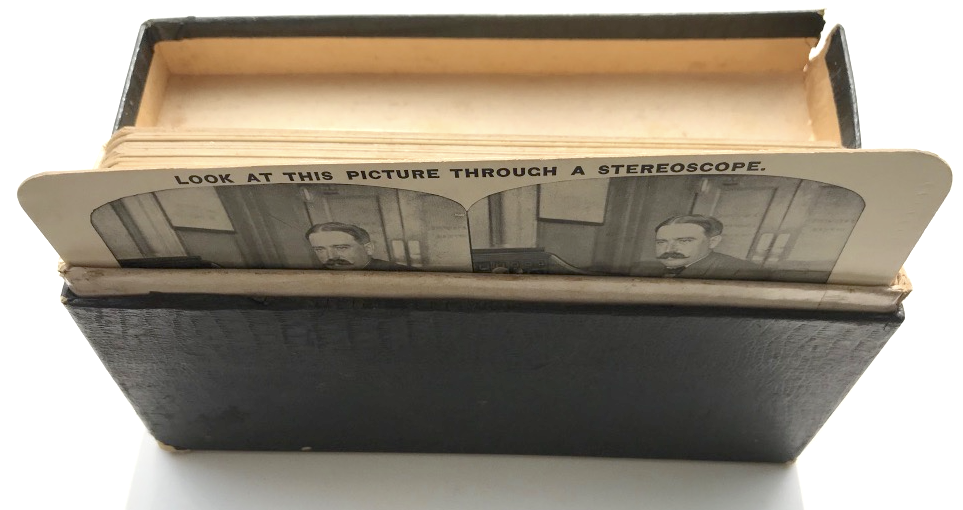 LOOK AT THIS PICTURE THROUGH A STEREOSCOPE.